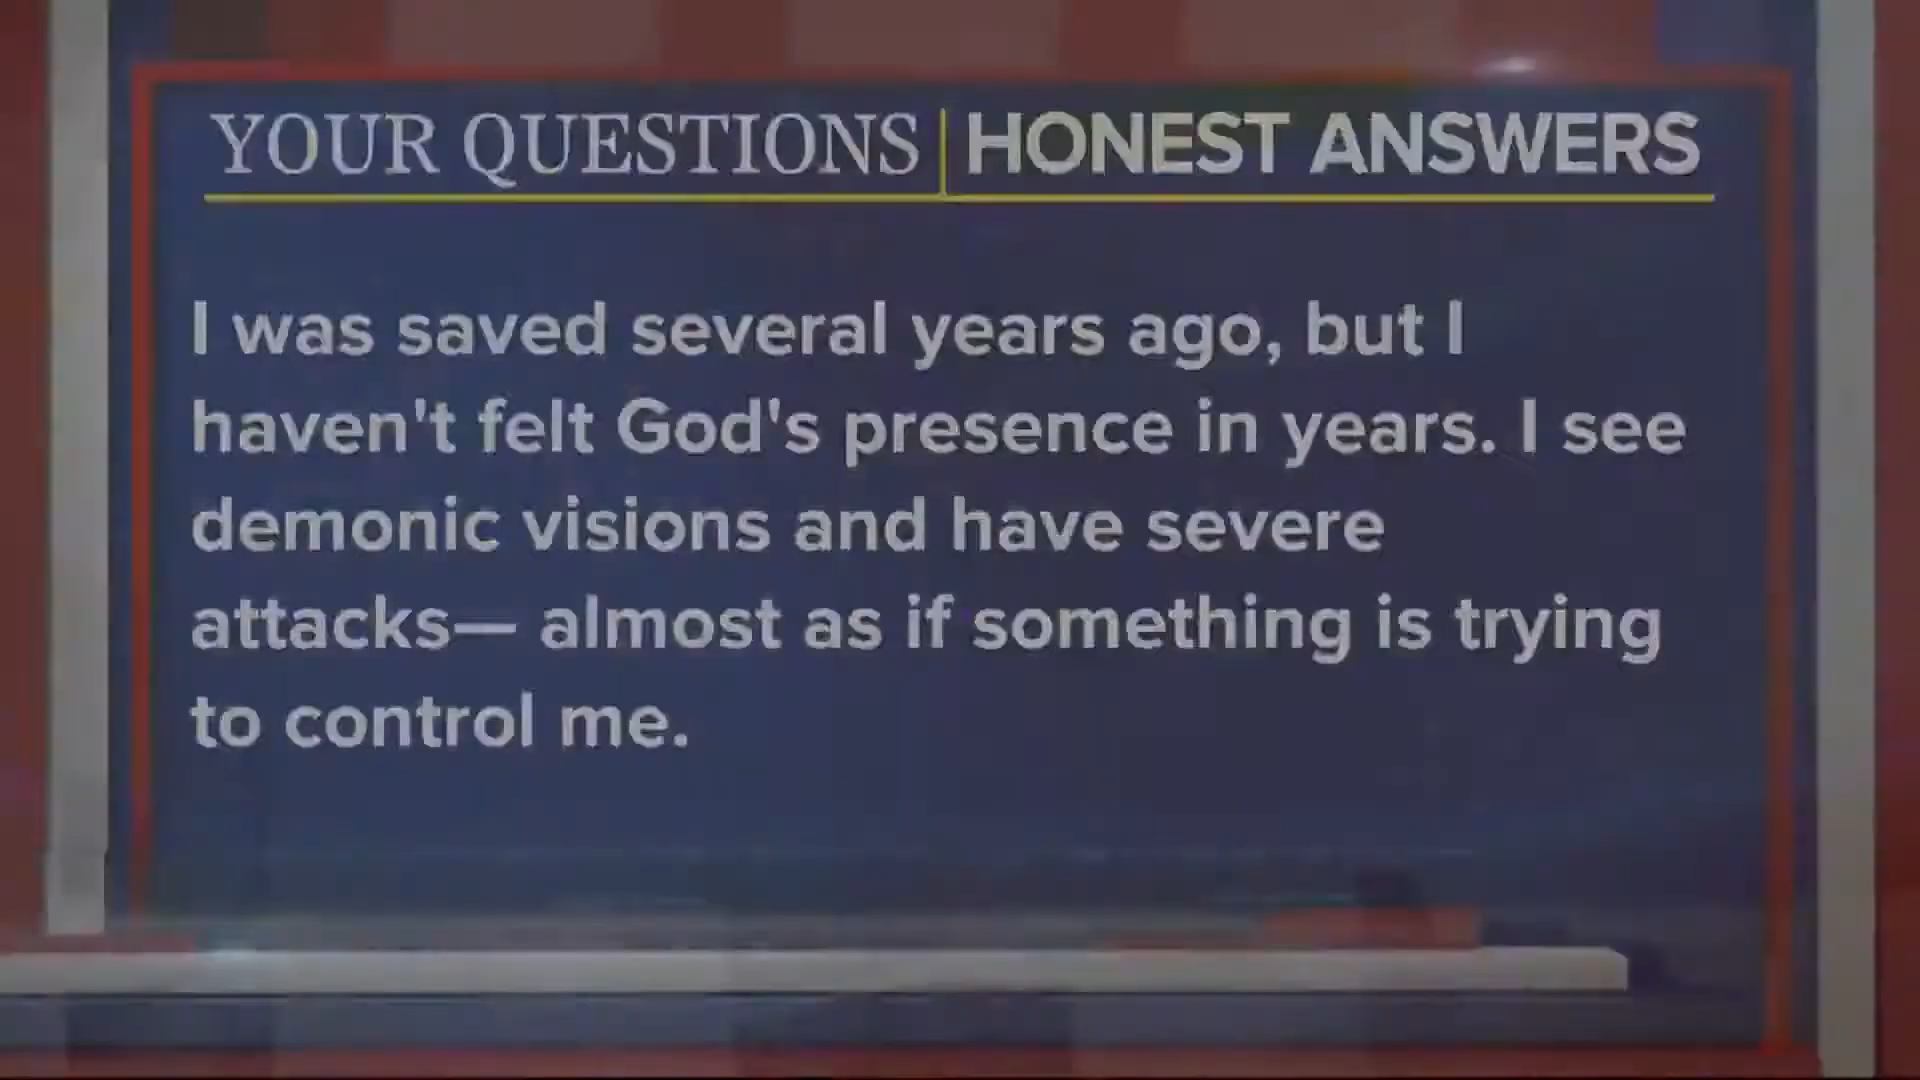 YOUR QUESTIONS | HONEST ANSWERS
I was saved several years ago, but I
haven't felt God's presence in years. I see
demonic visions and have severe
attacks— almost as if something is trying
to control me.